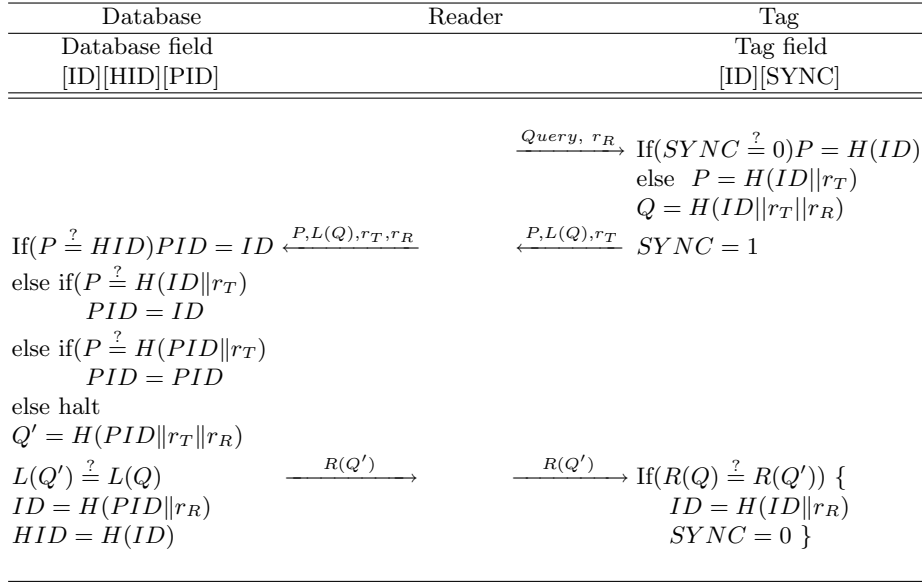 Database Reader Tag
Database field Tag field
[ID][HID][PID] [ID][SYNC]
Query, r_R If(SYNC ≟ 0)P = H(ID)
else P = H(ID||r_T)
Q = H(ID||r_T||r_R)
If(P ≟ HID)PID = ID P,L(Q),r_T,r_R P,L(Q),r_T SYNC = 1
else if(P ≟ H(ID‖r_T)
PID = ID
else if(P ≟ H(PID‖r_T)
PID = PID
else halt
Q′ = H(PID‖r_T‖r_R)
L(Q′) ≟ L(Q) R(Q′) R(Q′) If(R(Q) ≟ R(Q′)) {
ID = H(PID‖r_R) ID = H(ID‖r_R)
HID = H(ID) SYNC = 0 }